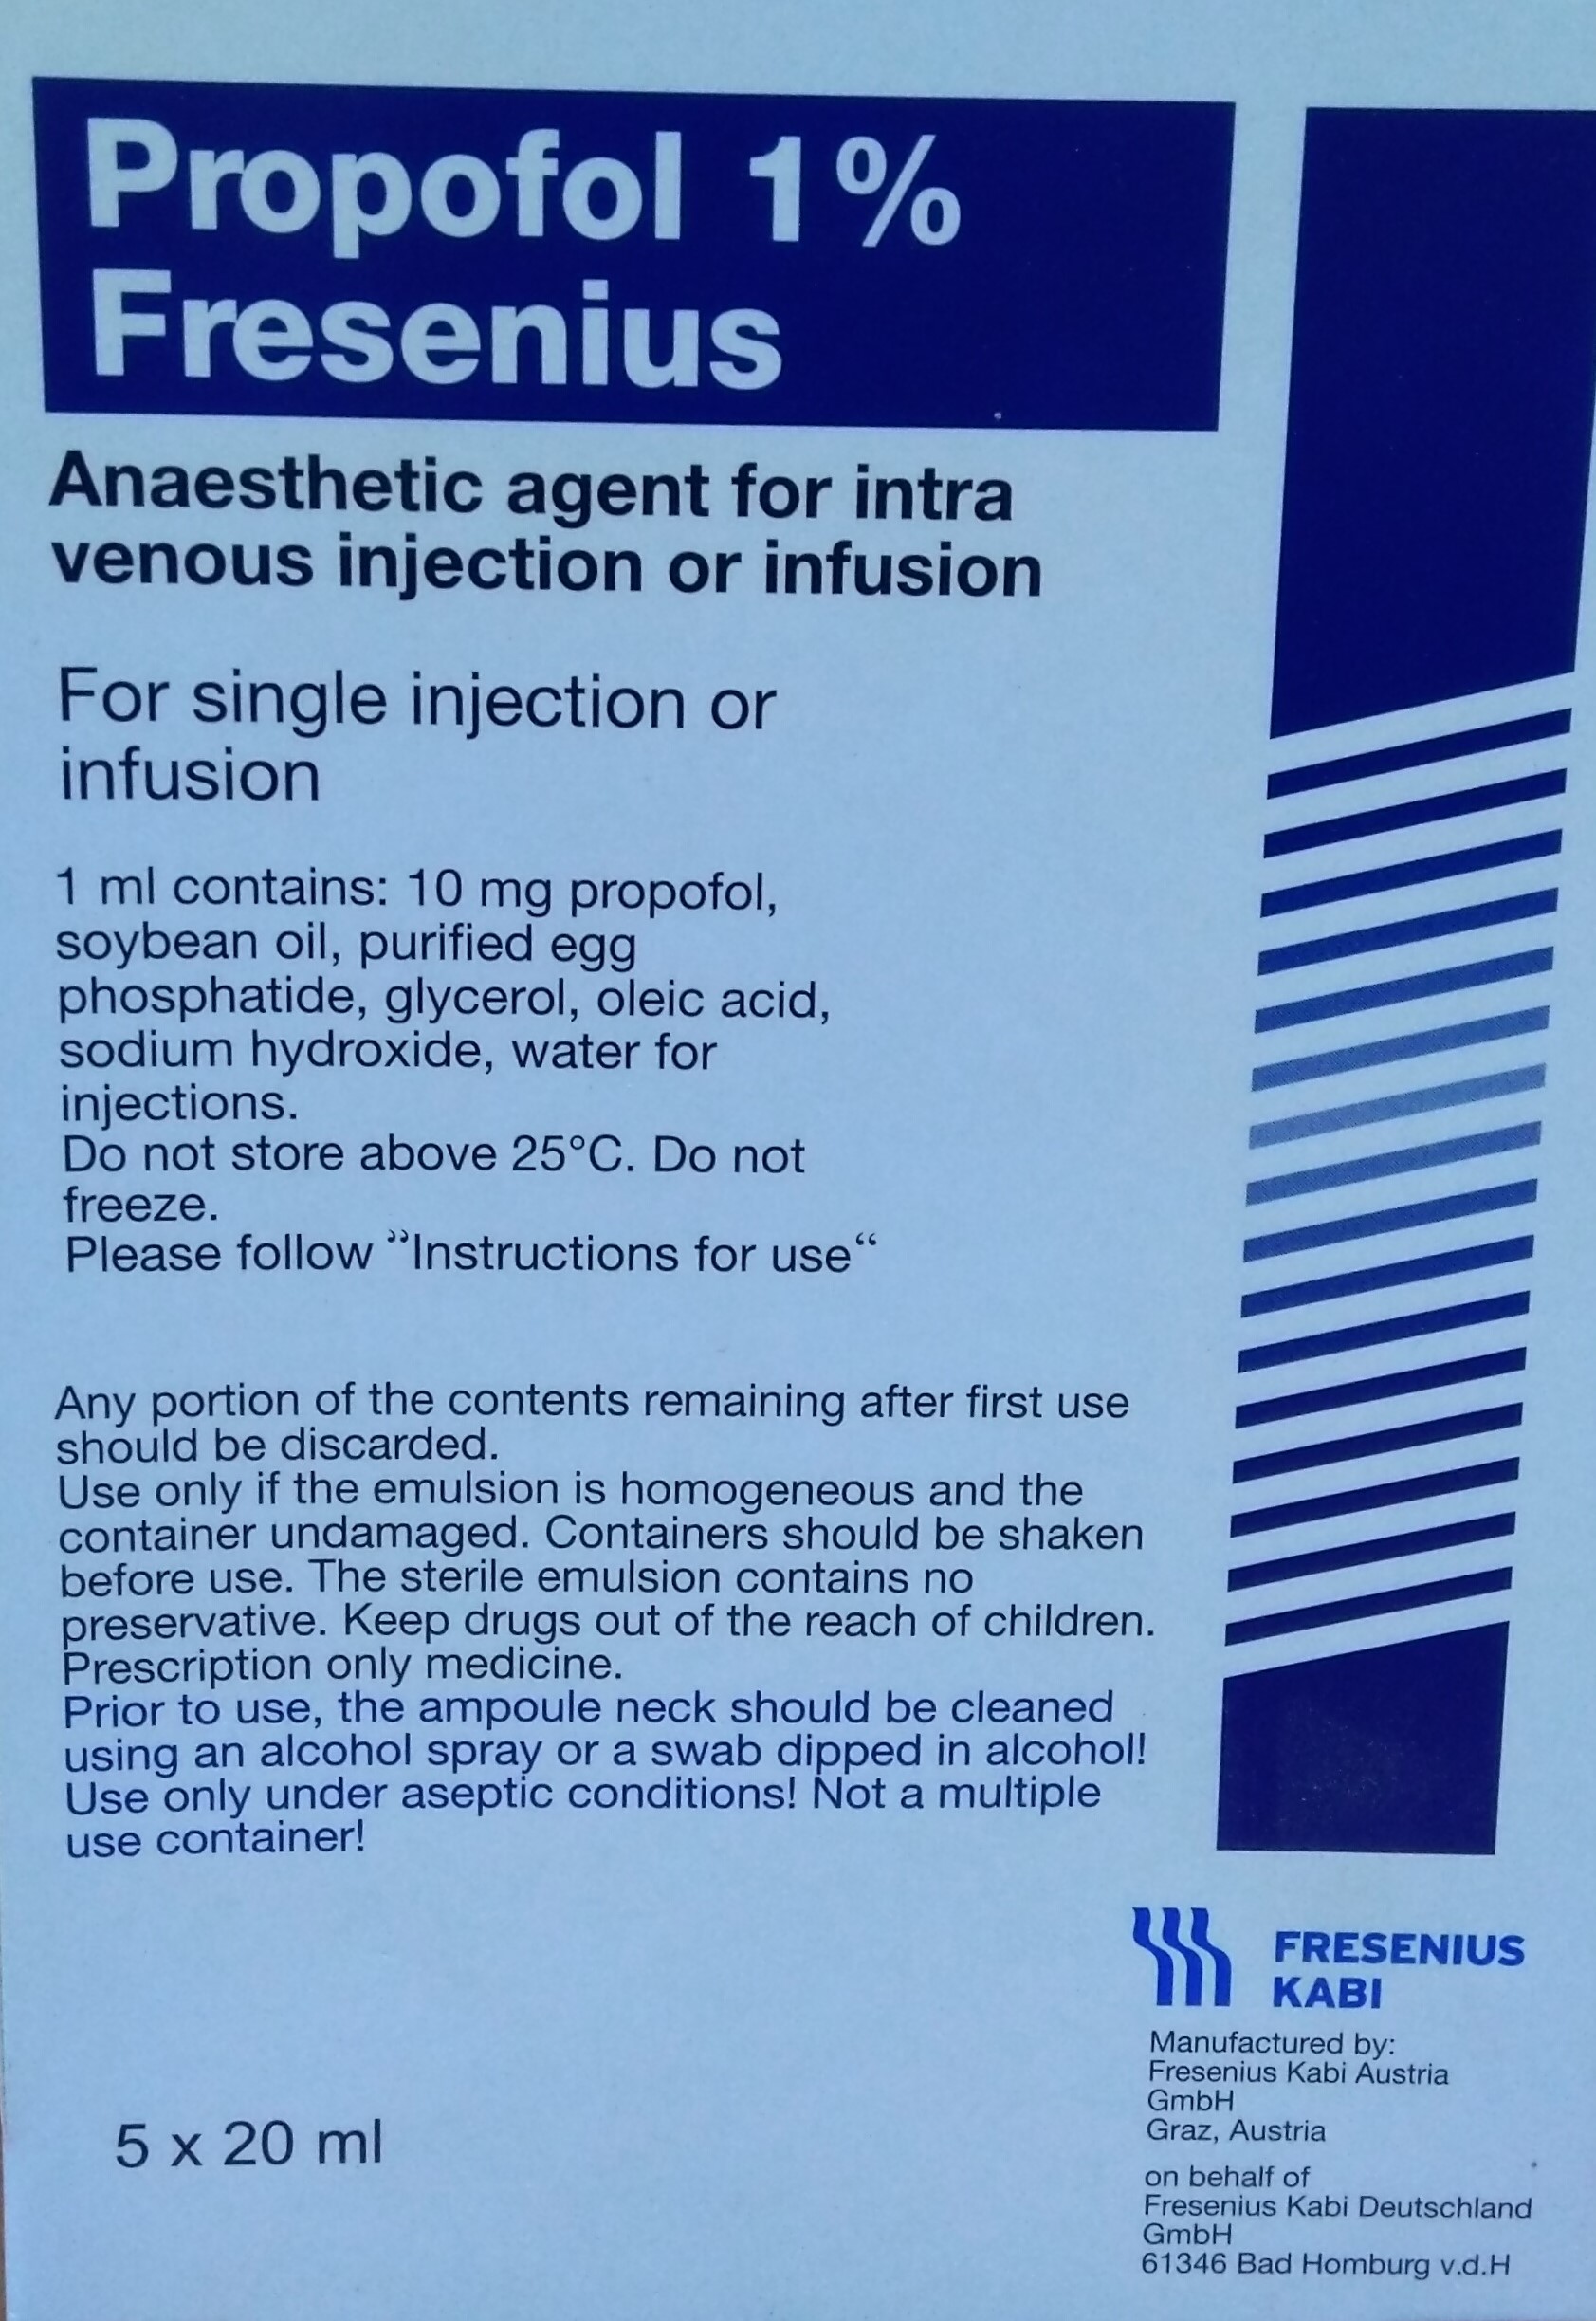 Propofol 1%
Fresenius
Anaesthetic agent for intra
venous injection or infusion
For single injection or
infusion
1 ml contains: 10 mg propofol,
soybean oil, purified egg
phosphatide, glycerol, oleic acid,
sodium hydroxide, water for
injections.
Do not store above 25°C. Do not
freeze.
Please follow ”Instructions for use“
Any portion of the contents remaining after first use
should be discarded.
Use only if the emulsion is homogeneous and the
container undamaged. Containers should be shaken
before use. The sterile emulsion contains no
preservative. Keep drugs out of the reach of children.
Prescription only medicine.
Prior to use, the ampoule neck should be cleaned
using an alcohol spray or a swab dipped in alcohol!
Use only under aseptic conditions! Not a multiple
use container!
FRESENIUS
KABI
Manufactured by:
Fresenius Kabi Austria
GmbH
Graz, Austria
on behalf of
Fresenius Kabi Deutschland
GmbH
61346 Bad Homburg v.d.H
5 x 20 ml